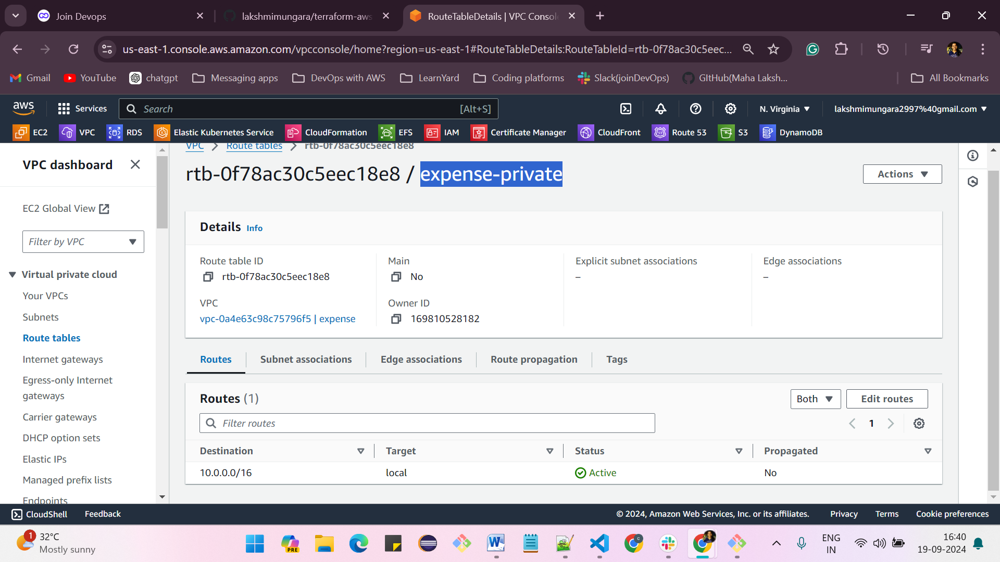 Join Devops
lakshmimungara/terraform-aws
RouteTableDetails | VPC Consol
us-east-1.console.aws.amazon.com/vpcconsole/home?region=us-east-1#RouteTableDetails:RouteTableId=rtb-0f78ac30c5eec...
Gmail YouTube chatgpt Messaging apps DevOps with AWS LearnYard Coding platforms Slack(joinDevOps) GItHub(Maha Laksh... All Bookmarks
aws Services Search [Alt+S] N. Virginia lakshmimungara2997%40gmail.com
EC2 VPC RDS Elastic Kubernetes Service CloudFormation EFS IAM Certificate Manager CloudFront Route 53 S3 DynamoDB
VPC dashboard
EC2 Global View
Filter by VPC
Virtual private cloud
Your VPCs
Subnets
Route tables
Internet gateways
Egress-only Internet
gateways
Carrier gateways
DHCP option sets
Elastic IPs
Managed prefix lists
Endpoints
VPC Route tables rtb-0f78ac30c5eec18e8
rtb-0f78ac30c5eec18e8 / expense-private
Actions
Details Info
Route table ID
rtb-0f78ac30c5eec18e8
Main
No
Explicit subnet associations
–
Edge associations
–
VPC
vpc-0a4e63c98c75796f5 | expense
Owner ID
169810528182
Routes Subnet associations Edge associations Route propagation Tags
Routes (1)
Both Edit routes
Filter routes
1
Destination Target Status Propagated
10.0.0.0/16 local Active No
CloudShell Feedback © 2024, Amazon Web Services, Inc. or its affiliates. Privacy Terms Cookie preferences
1
32°C
Mostly sunny
PRE
C
ENG
IN
16:40
19-09-2024